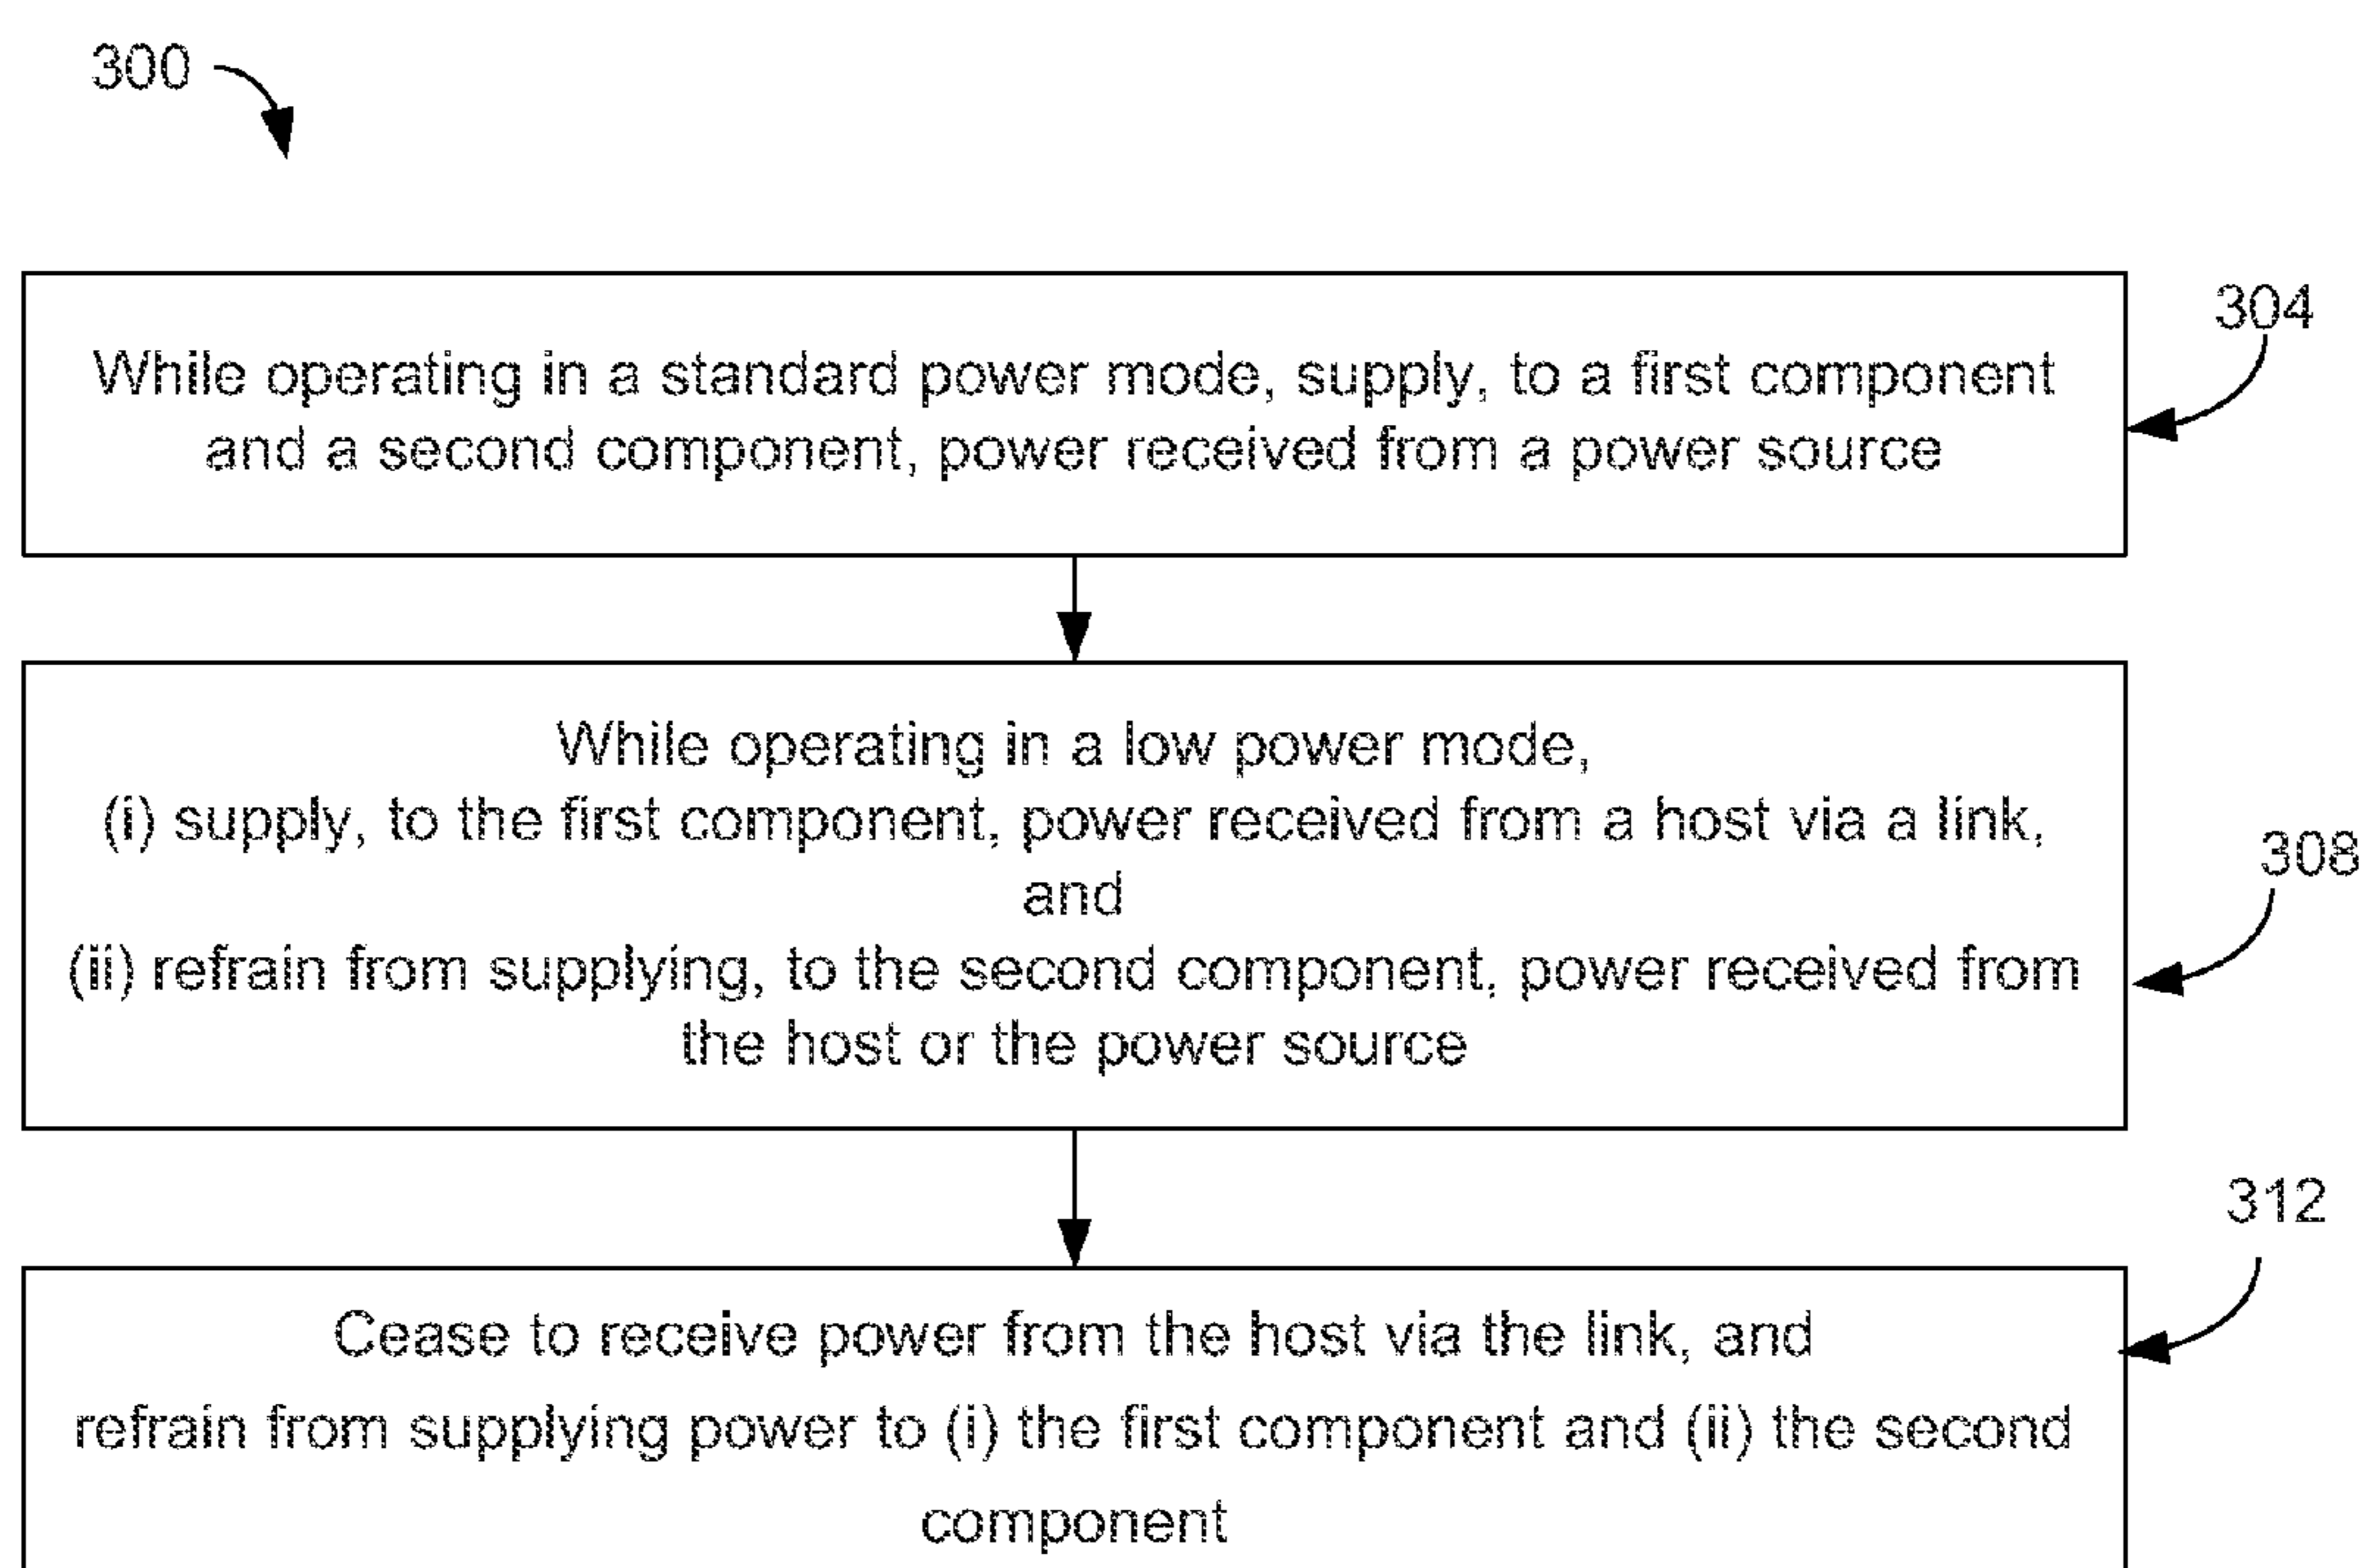 300
304
While operating in a standard power mode, supply, to a first component
and a second component, power received from a power source
While operating in a low power mode,
(i) supply, to the first component, power received from a host via a link,
308
and
(ii) refrain from supplying, to the second component, power received from
the host or the power source
312
Cease to receive power from the host via the link, and
refrain from supplying power to (i) the first component and (ii) the second
component